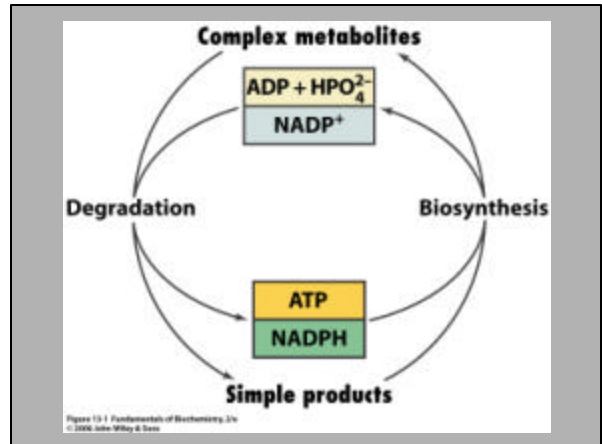 Complex metabolites
ADP + HPO₄²⁻
NADP⁺
Degradation
Biosynthesis
ATP
NADPH
Simple products
Figure 13-1 Fundamentals of Biochemistry, 2/e
© 2006 John Wiley & Sons